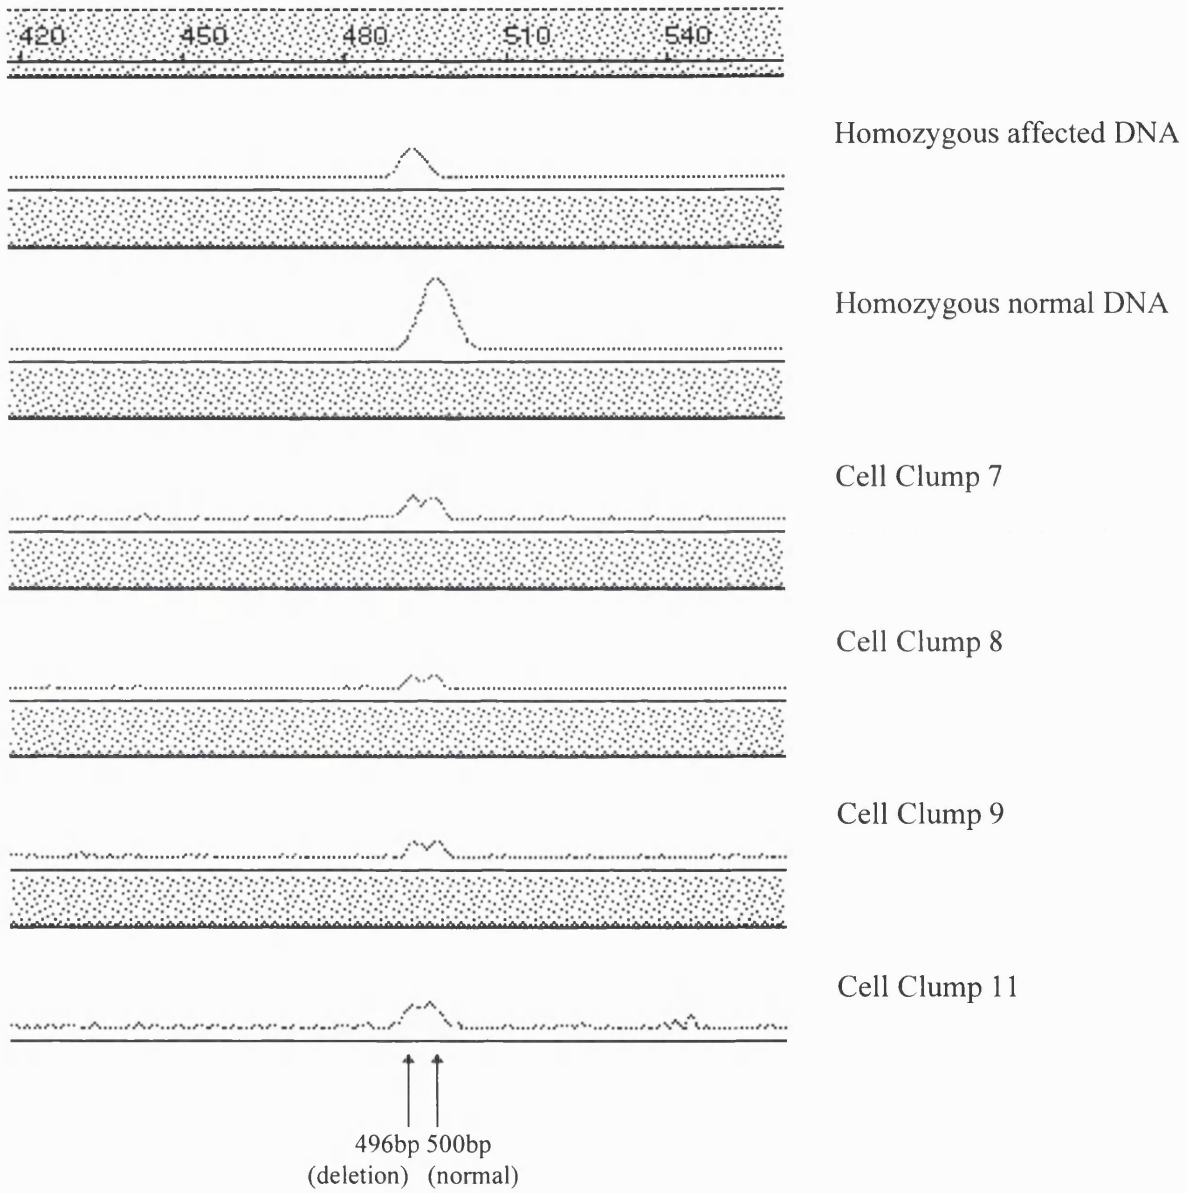 420 450 480 510 540
Homozygous affected DNA
Homozygous normal DNA
Cell Clump 7
Cell Clump 8
Cell Clump 9
Cell Clump 11
496bp 500bp
(deletion) (normal)